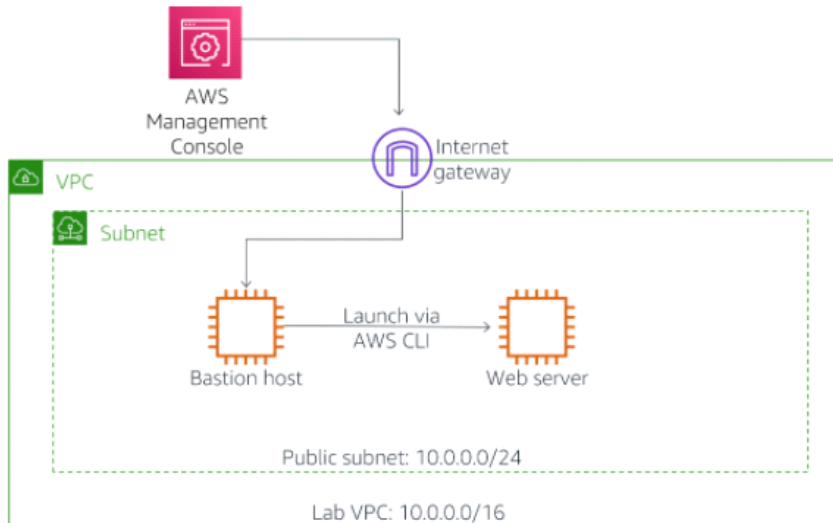 AWS
Management
Console
Internet
gateway
VPC
Subnet
Launch via
AWS CLI
Bastion host
Web server
Public subnet: 10.0.0.0/24
Lab VPC: 10.0.0.0/16